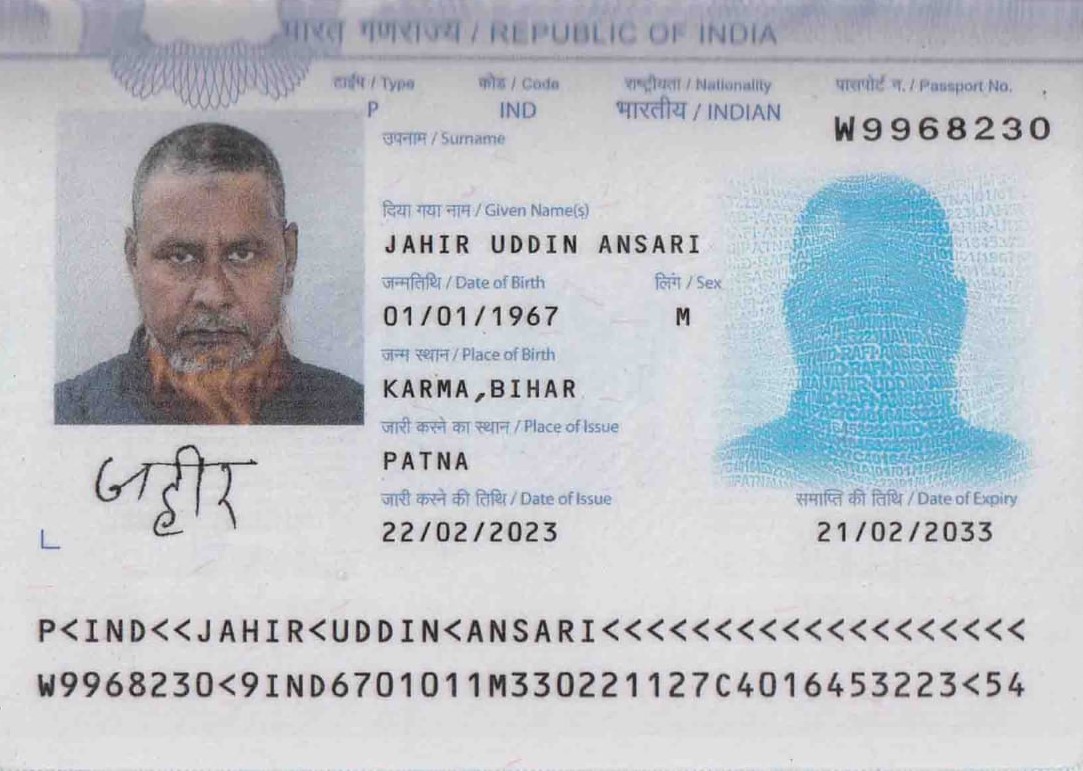 भारत गणराज्य / REPUBLIC OF INDIA
टाईप / Type कोड / Code राष्ट्रीयता / Nationality पासपोर्ट न. / Passport No.
P IND भारतीय / INDIAN W9968230
उपनाम / Surname
दिया गया नाम / Given Name(s)
JAHIR UDDIN ANSARI
जन्मतिथि / Date of Birth लिंग / Sex
01/01/1967 M
जन्म स्थान / Place of Birth
KARMA,BIHAR
जारी करने का स्थान / Place of Issue
PATNA
जारी करने की तिथि / Date of Issue समाप्ति की तिथि / Date of Expiry
22/02/2023 21/02/2033
जहीर
P<IND<<JAHIR<UDDIN<ANSARI<<<<<<<<<<<<<<<<<<<
W9968230<9IND6701011M330221127C4016453223<54